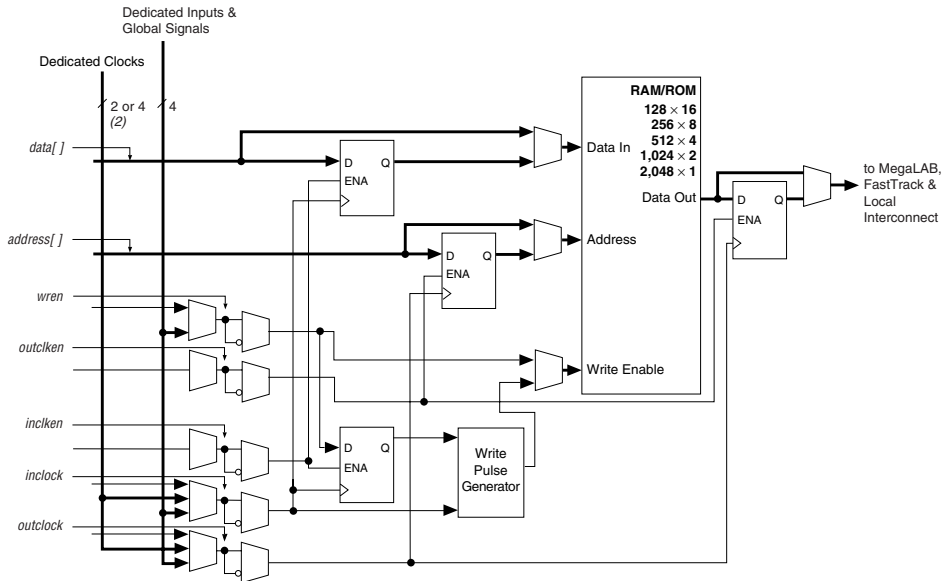 Dedicated Inputs &
Global Signals
Dedicated Clocks
2 or 4
(2)
4
RAM/ROM
128 × 16
256 × 8
512 × 4
1,024 × 2
2,048 × 1
data[ ]
D Q
ENA
Data In
Data Out
D Q
ENA
to MegaLAB,
FastTrack &
Local
Interconnect
address[ ]
D Q
ENA
Address
wren
outclken
Write Enable
inclken
D Q
ENA
Write
Pulse
Generator
inclock
outclock